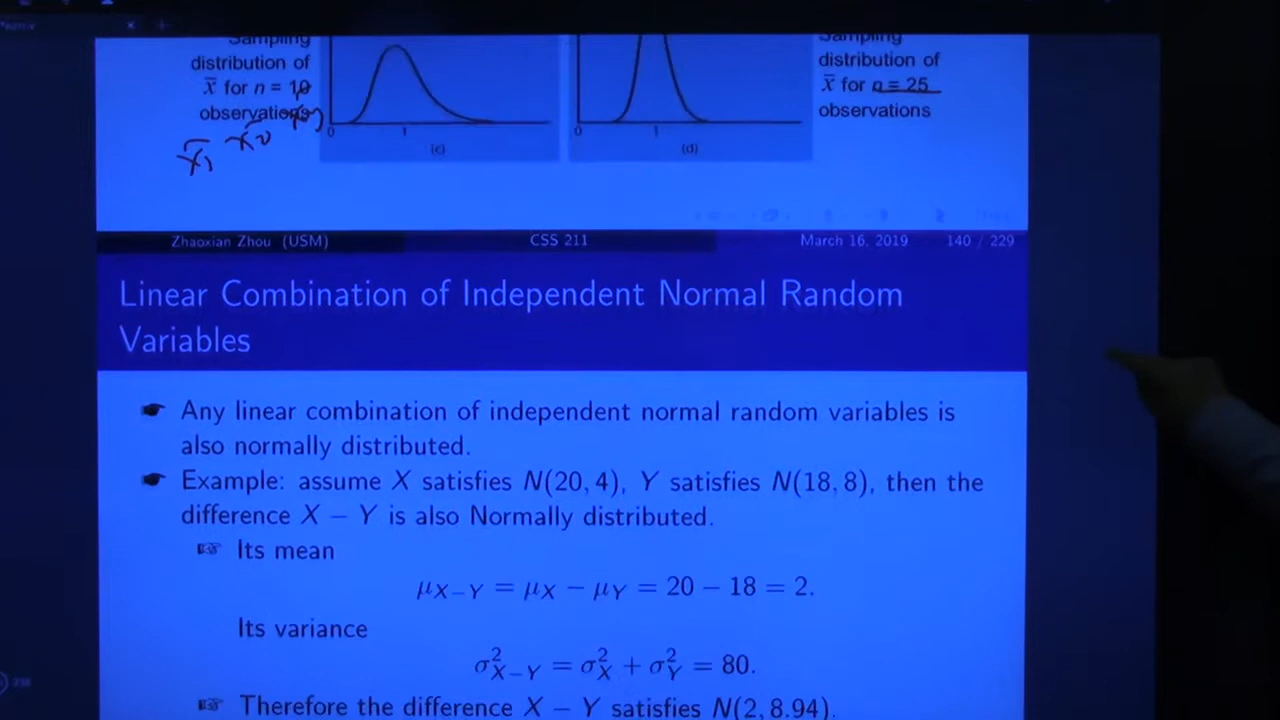 Sampling
distribution of
x̄ for n = 10
observations
x̄₁ x̄₂
0 1
(c)
0 1
(d)
Sampling
distribution of
x̄ for n = 25
observations
Zhaoxian Zhou (USM) CSS 211 March 16, 2019 140 / 229
Linear Combination of Independent Normal Random
Variables
Any linear combination of independent normal random variables is
also normally distributed.
Example: assume X satisfies N(20, 4), Y satisfies N(18, 8), then the
difference X − Y is also Normally distributed.
Its mean
μX−Y = μX − μY = 20 − 18 = 2.
Its variance
σ²X−Y = σ²X + σ²Y = 80.
Therefore the difference X − Y satisfies N(2, 8.94).